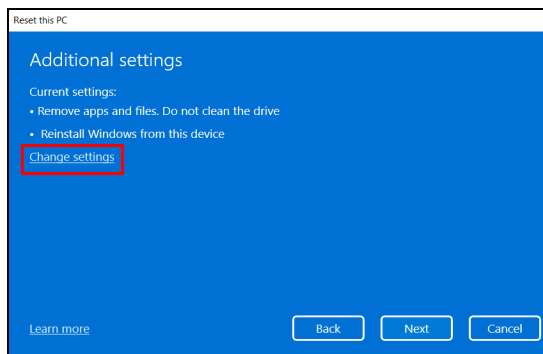 Reset this PC
Additional settings
Current settings:
• Remove apps and files. Do not clean the drive
• Reinstall Windows from this device
Change settings
Learn more
Back
Next
Cancel